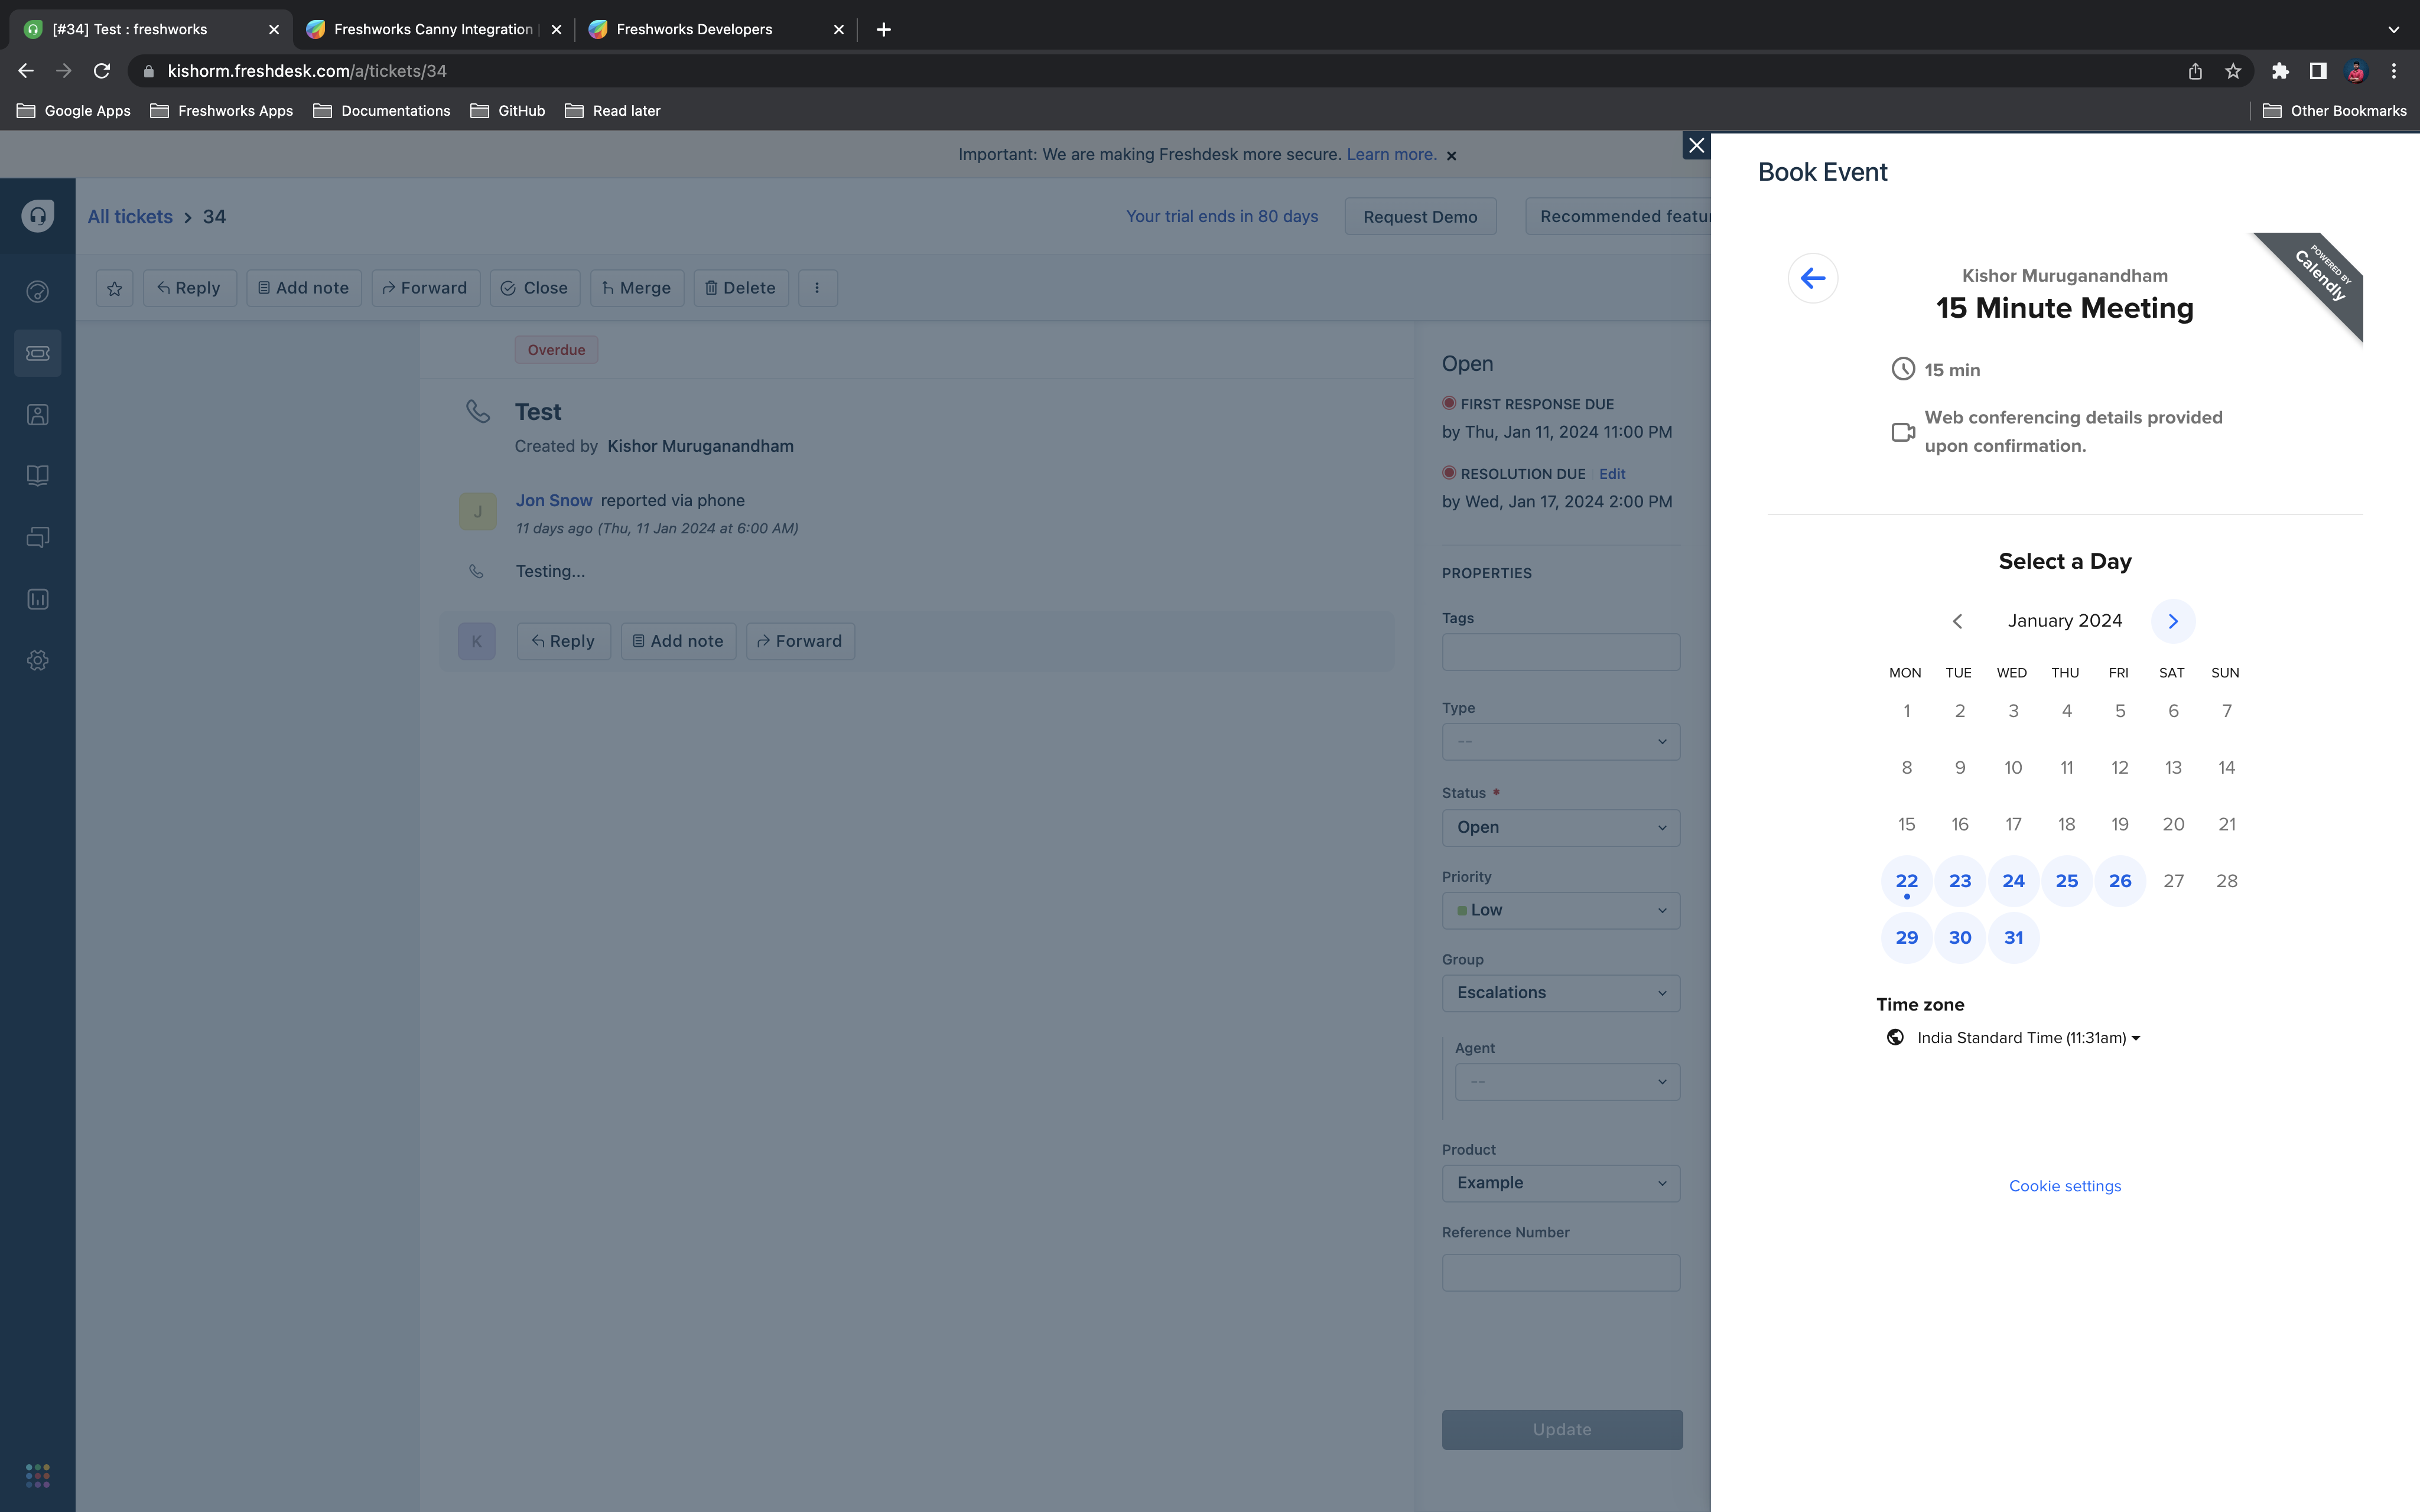 [#34] Test : freshworks
Freshworks Canny Integration
Freshworks Developers
kishorm.freshdesk.com/a/tickets/34
Google Apps
Freshworks Apps
Documentations
GitHub
Read later
Other Bookmarks
Important: We are making Freshdesk more secure. Learn more.
All tickets > 34
Your trial ends in 80 days
Request Demo
Recommended featu
Reply
Add note
Forward
Close
Merge
Delete
Overdue
Test
Created by Kishor Muruganandham
J
Jon Snow reported via phone
11 days ago (Thu, 11 Jan 2024 at 6:00 AM)
Testing...
K
Reply
Add note
Forward
Open
FIRST RESPONSE DUE
by Thu, Jan 11, 2024 11:00 PM
RESOLUTION DUE Edit
by Wed, Jan 17, 2024 2:00 PM
PROPERTIES
Tags
Type
--
Status *
Open
Priority
Low
Group
Escalations
Agent
--
Product
Example
Reference Number
Update
Book Event
POWERED BY
Calendly
Kishor Muruganandham
15 Minute Meeting
15 min
Web conferencing details provided
upon confirmation.
Select a Day
January 2024
MON TUE WED THU FRI SAT SUN
1 2 3 4 5 6 7
8 9 10 11 12 13 14
15 16 17 18 19 20 21
22 23 24 25 26 27 28
29 30 31
Time zone
India Standard Time (11:31am)
Cookie settings